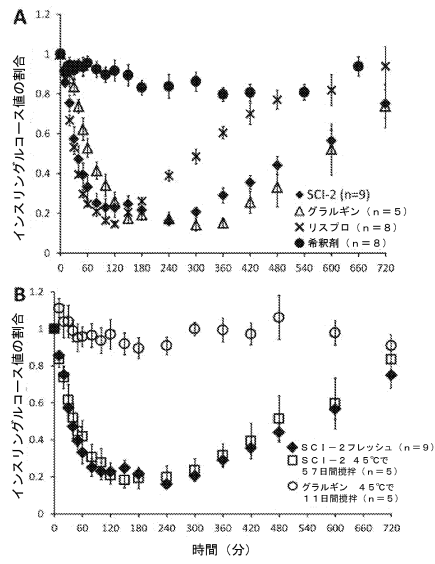 A
インスリングルコース値の割合
1.2
1
0.8
0.6
0.4
0.2
0
0 60 120 180 240 300 360 420 480 540 600 660 720
SCI-2 (n=9)
グラルギン（n＝5）
リスプロ（n＝8）
希釈剤（n＝8）
B
インスリングルコース値の割合
1.2
1
0.8
0.6
0.4
0.2
0
0 60 120 180 240 300 360 420 480 540 600 660 720
ＳＣＩ－２フレッシュ（n＝9）
ＳＣＩ－２ ４５℃で
５７日間攪拌（n＝5）
グラルギン ４５℃で
１１日間攪拌（n＝5）
時間（分）